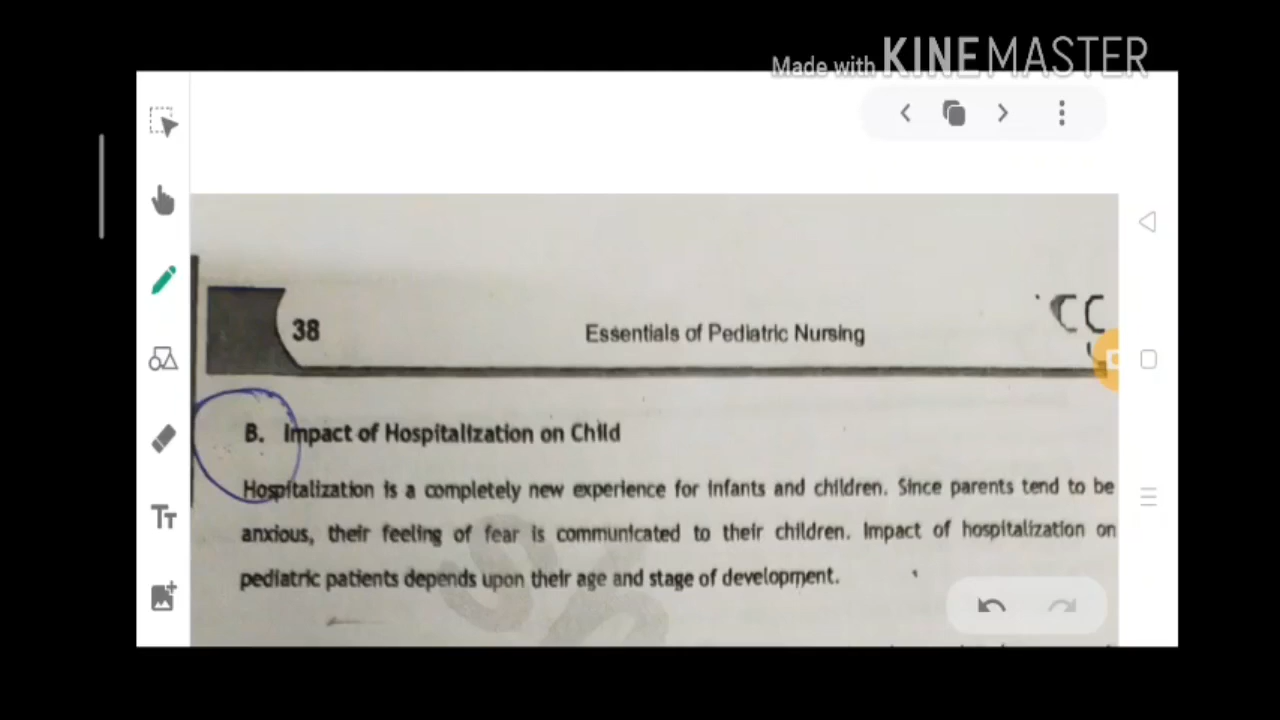 Made with KINEMASTER
38
Essentials of Pediatric Nursing
B. Impact of Hospitalization on Child
Hospitalization is a completely new experience for infants and children. Since parents tend to be
anxious, their feeling of fear is communicated to their children. Impact of hospitalization on
pediatric patients depends upon their age and stage of development.
Tт